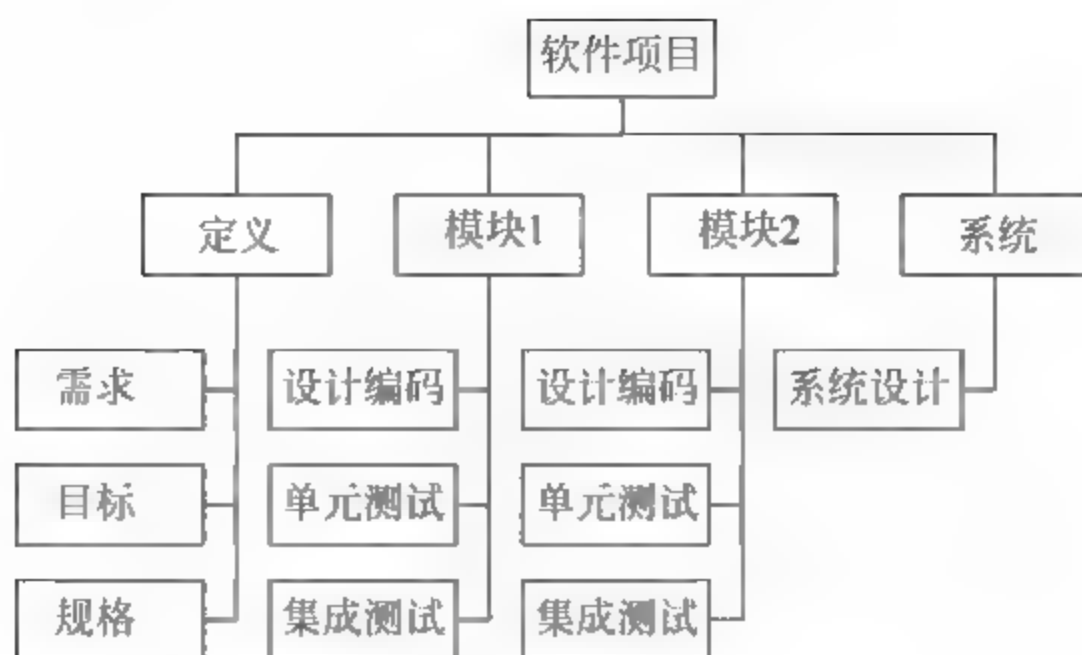 软件项目
定义
模块1
模块2
系统
需求
设计编码
设计编码
系统设计
目标
单元测试
单元测试
规格
集成测试
集成测试